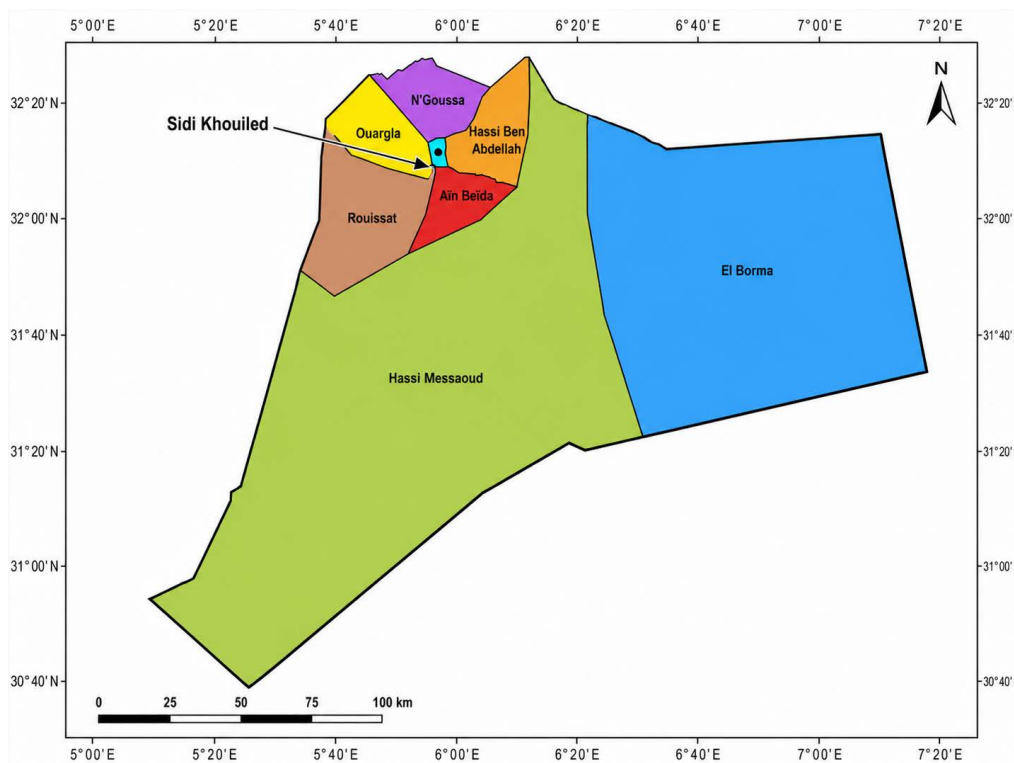 5°00'E 5°20'E 5°40'E 6°00'E 6°20'E 6°40'E 7°00'E 7°20'E
N
32°20'N 32°20'
N'Goussa
Sidi Khouiled
Ouargla
Hassi Ben
Abdellah
Aïn Beïda
32°00'N 32°00'
Rouissat
El Borma
31°40'N 31°40'
Hassi Messaoud
31°20'N 31°20'
31°00'N 31°00'
30°40'N 30°40'
0 25 50 75 100 km
5°00'E 5°20'E 5°40'E 6°00'E 6°20'E 6°40'E 7°00'E 7°20'E